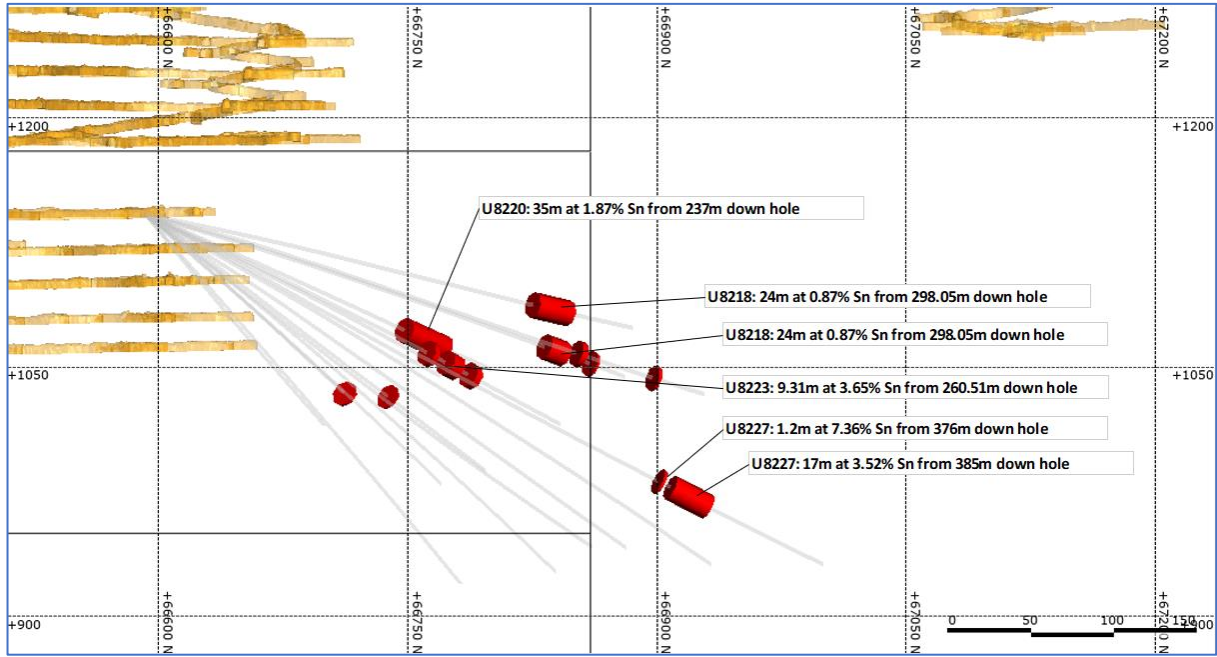 +66600 N
+66750 N
+66900 N
+67050 N
+67200 N
+1200
+1200
U8220: 35m at 1.87% Sn from 237m down hole
U8218: 24m at 0.87% Sn from 298.05m down hole
U8218: 24m at 0.87% Sn from 298.05m down hole
+1050
+1050
U8223: 9.31m at 3.65% Sn from 260.51m down hole
U8227: 1.2m at 7.36% Sn from 376m down hole
U8227: 17m at 3.52% Sn from 385m down hole
+66600 N
+66750 N
+66900 N
+67050 N
+67200 N
0 50 100 150
+900
+900